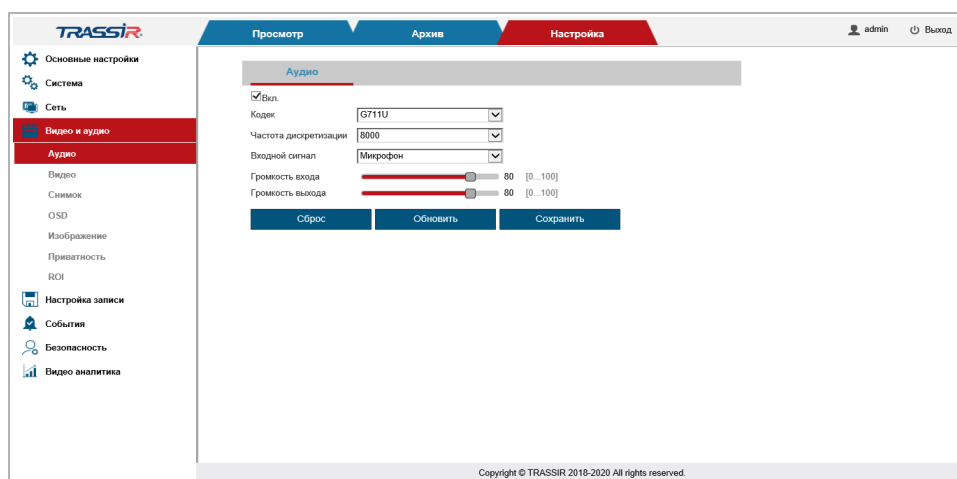 TRASSIR
Просмотр
Архив
Настройка
admin
Выход
Основные настройки
Система
Сеть
Видео и аудио
Аудио
Видео
Снимок
OSD
Изображение
Приватность
ROI
Настройка записи
События
Безопасность
Видео аналитика
Аудио
Вкл.
Кодек G711U
Частота дискретизации 8000
Входной сигнал Микрофон
Громкость входа 80 [0...100]
Громкость выхода 80 [0...100]
Сброс Обновить Сохранить
Copyright © TRASSIR 2018-2020 All rights reserved.